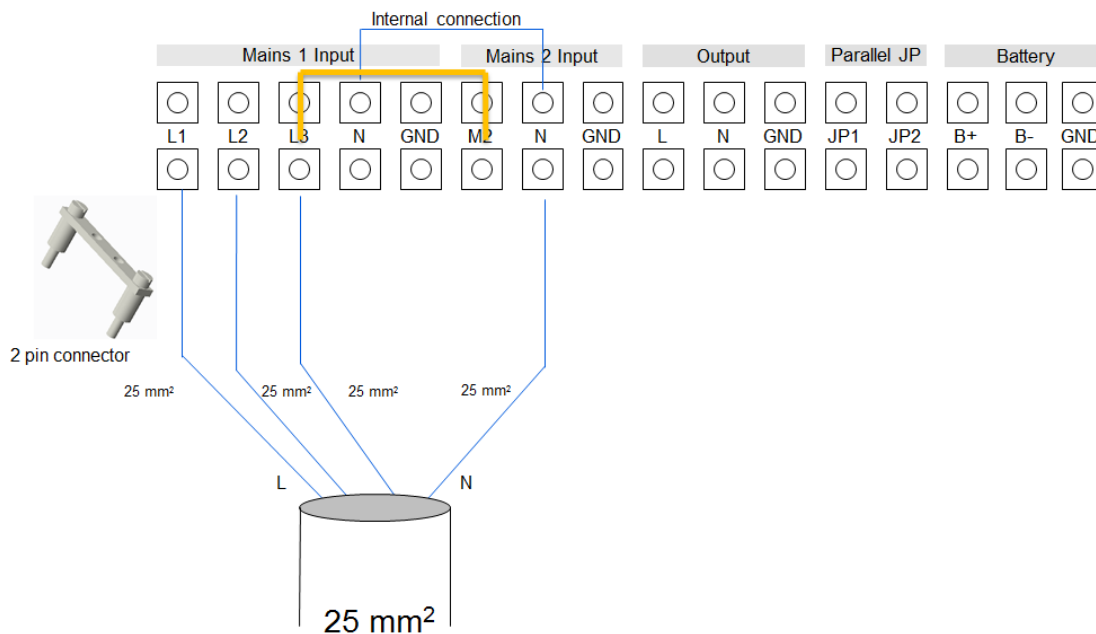 Internal connection
Mains 1 Input
Mains 2 Input
Output
Parallel JP
Battery
L1 L2 L3 N GND M2 N GND L N GND JP1 JP2 B+ B- GND
2 pin connector
25 mm²
25 mm²
25 mm²
25 mm²
L
N
25 mm²